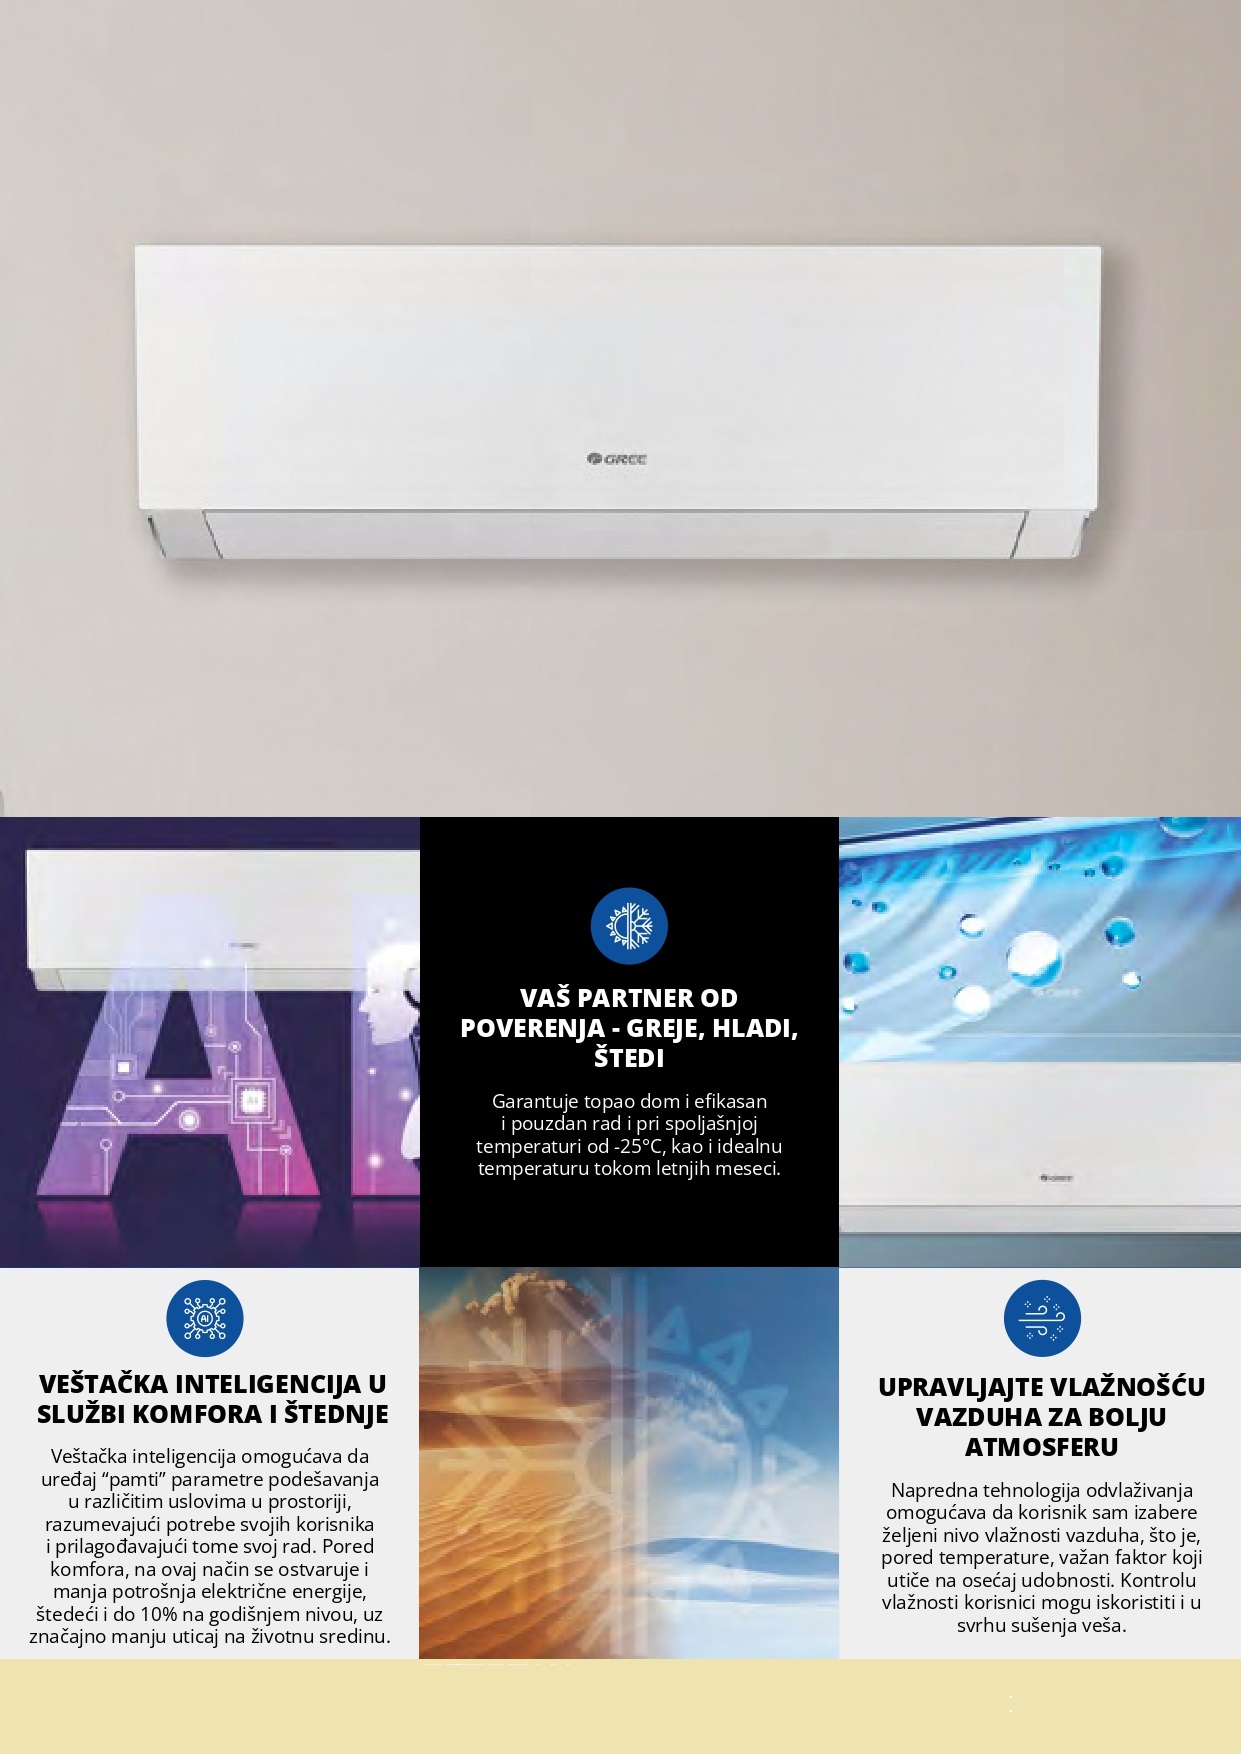 GREE
VAŠ PARTNER OD
POVERENJA - GREJE, HLADI,
ŠTEDI
Garantuje topao dom i efikasan
i pouzdan rad i pri spoljašnjoj
temperaturi od -25°C, kao i idealnu
temperaturu tokom letnjih meseci.
AI
AI
GREE
AI
VEŠTAČKA INTELIGENCIJA U
SLUŽBI KOMFORA I ŠTEDNJE
Veštačka inteligencija omogućava da
uređaj “pamti” parametre podešavanja
u različitim uslovima u prostoriji,
razumevajući potrebe svojih korisnika
i prilagođavajući tome svoj rad. Pored
komfora, na ovaj način se ostvaruje i
manja potrošnja električne energije,
štedeći i do 10% na godišnjem nivou, uz
značajno manju uticaj na životnu sredinu.
UPRAVLJAJTE VLAŽNOŠĆU
VAZDUHA ZA BOLJU
ATMOSFERU
Napredna tehnologija odvlaživanja
omogućava da korisnik sam izabere
željeni nivo vlažnosti vazduha, što je,
pored temperature, važan faktor koji
utiče na osećaj udobnosti. Kontrolu
vlažnosti korisnici mogu iskoristiti i u
svrhu sušenja veša.